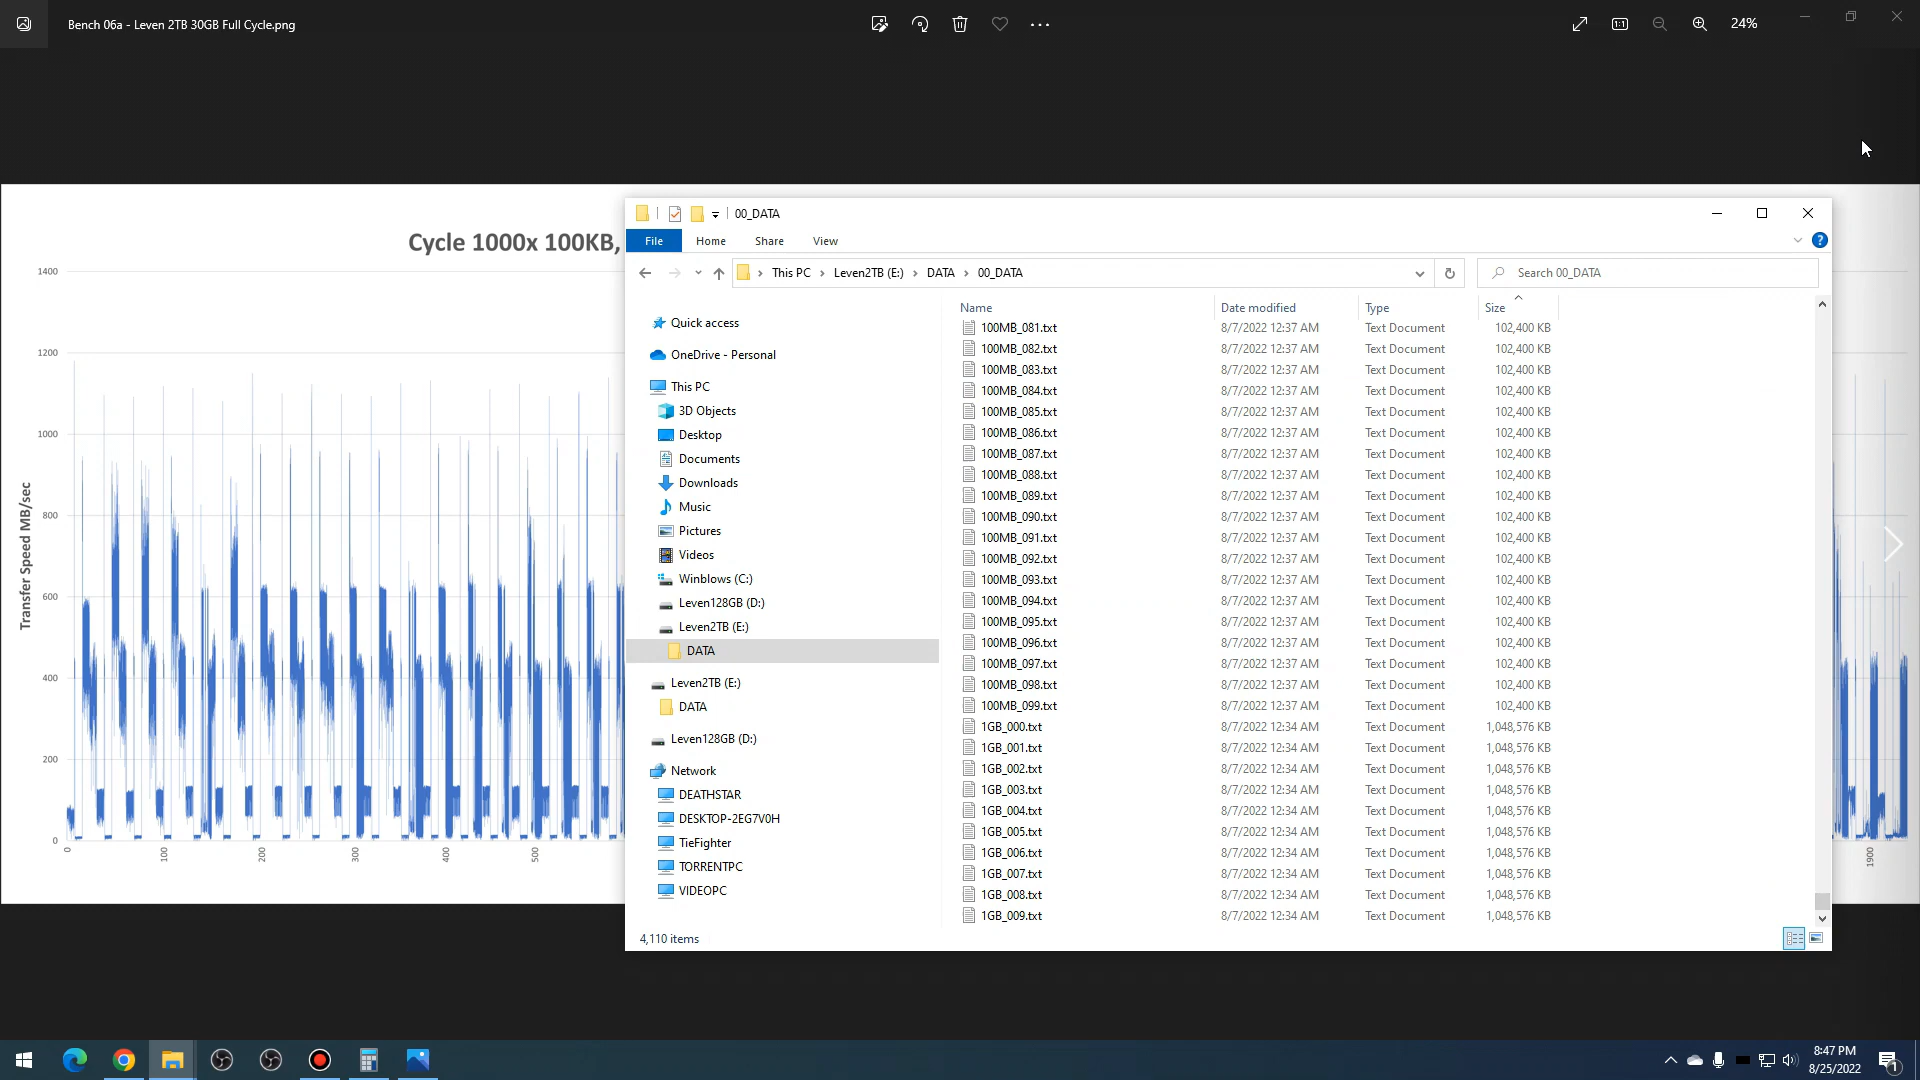 Bench 06a - Leven 2TB 30GB Full Cycle.png
1:1
24%
Cycle 1000x 100KB,
Transfer Speed MB/sec
1400
1200
1000
800
600
400
200
0
0
100
200
300
400
500
1900
00_DATA
File
Home
Share
View
?
This PC
Leven2TB (E:)
DATA
00_DATA
Search 00_DATA
Quick access
OneDrive - Personal
This PC
3D Objects
Desktop
Documents
Downloads
Music
Pictures
Videos
Winblows (C:)
Leven128GB (D:)
Leven2TB (E:)
DATA
Leven2TB (E:)
DATA
Leven128GB (D:)
Network
DEATHSTAR
DESKTOP-2EG7V0H
TieFighter
TORRENTPC
VIDEOPC
Name Date modified Type Size
100MB_081.txt 8/7/2022 12:37 AM Text Document 102,400 KB
100MB_082.txt 8/7/2022 12:37 AM Text Document 102,400 KB
100MB_083.txt 8/7/2022 12:37 AM Text Document 102,400 KB
100MB_084.txt 8/7/2022 12:37 AM Text Document 102,400 KB
100MB_085.txt 8/7/2022 12:37 AM Text Document 102,400 KB
100MB_086.txt 8/7/2022 12:37 AM Text Document 102,400 KB
100MB_087.txt 8/7/2022 12:37 AM Text Document 102,400 KB
100MB_088.txt 8/7/2022 12:37 AM Text Document 102,400 KB
100MB_089.txt 8/7/2022 12:37 AM Text Document 102,400 KB
100MB_090.txt 8/7/2022 12:37 AM Text Document 102,400 KB
100MB_091.txt 8/7/2022 12:37 AM Text Document 102,400 KB
100MB_092.txt 8/7/2022 12:37 AM Text Document 102,400 KB
100MB_093.txt 8/7/2022 12:37 AM Text Document 102,400 KB
100MB_094.txt 8/7/2022 12:37 AM Text Document 102,400 KB
100MB_095.txt 8/7/2022 12:37 AM Text Document 102,400 KB
100MB_096.txt 8/7/2022 12:37 AM Text Document 102,400 KB
100MB_097.txt 8/7/2022 12:37 AM Text Document 102,400 KB
100MB_098.txt 8/7/2022 12:37 AM Text Document 102,400 KB
100MB_099.txt 8/7/2022 12:37 AM Text Document 102,400 KB
1GB_000.txt 8/7/2022 12:34 AM Text Document 1,048,576 KB
1GB_001.txt 8/7/2022 12:34 AM Text Document 1,048,576 KB
1GB_002.txt 8/7/2022 12:34 AM Text Document 1,048,576 KB
1GB_003.txt 8/7/2022 12:34 AM Text Document 1,048,576 KB
1GB_004.txt 8/7/2022 12:34 AM Text Document 1,048,576 KB
1GB_005.txt 8/7/2022 12:34 AM Text Document 1,048,576 KB
1GB_006.txt 8/7/2022 12:34 AM Text Document 1,048,576 KB
1GB_007.txt 8/7/2022 12:34 AM Text Document 1,048,576 KB
1GB_008.txt 8/7/2022 12:34 AM Text Document 1,048,576 KB
1GB_009.txt 8/7/2022 12:34 AM Text Document 1,048,576 KB
4,110 items
8:47 PM
8/25/2022
1